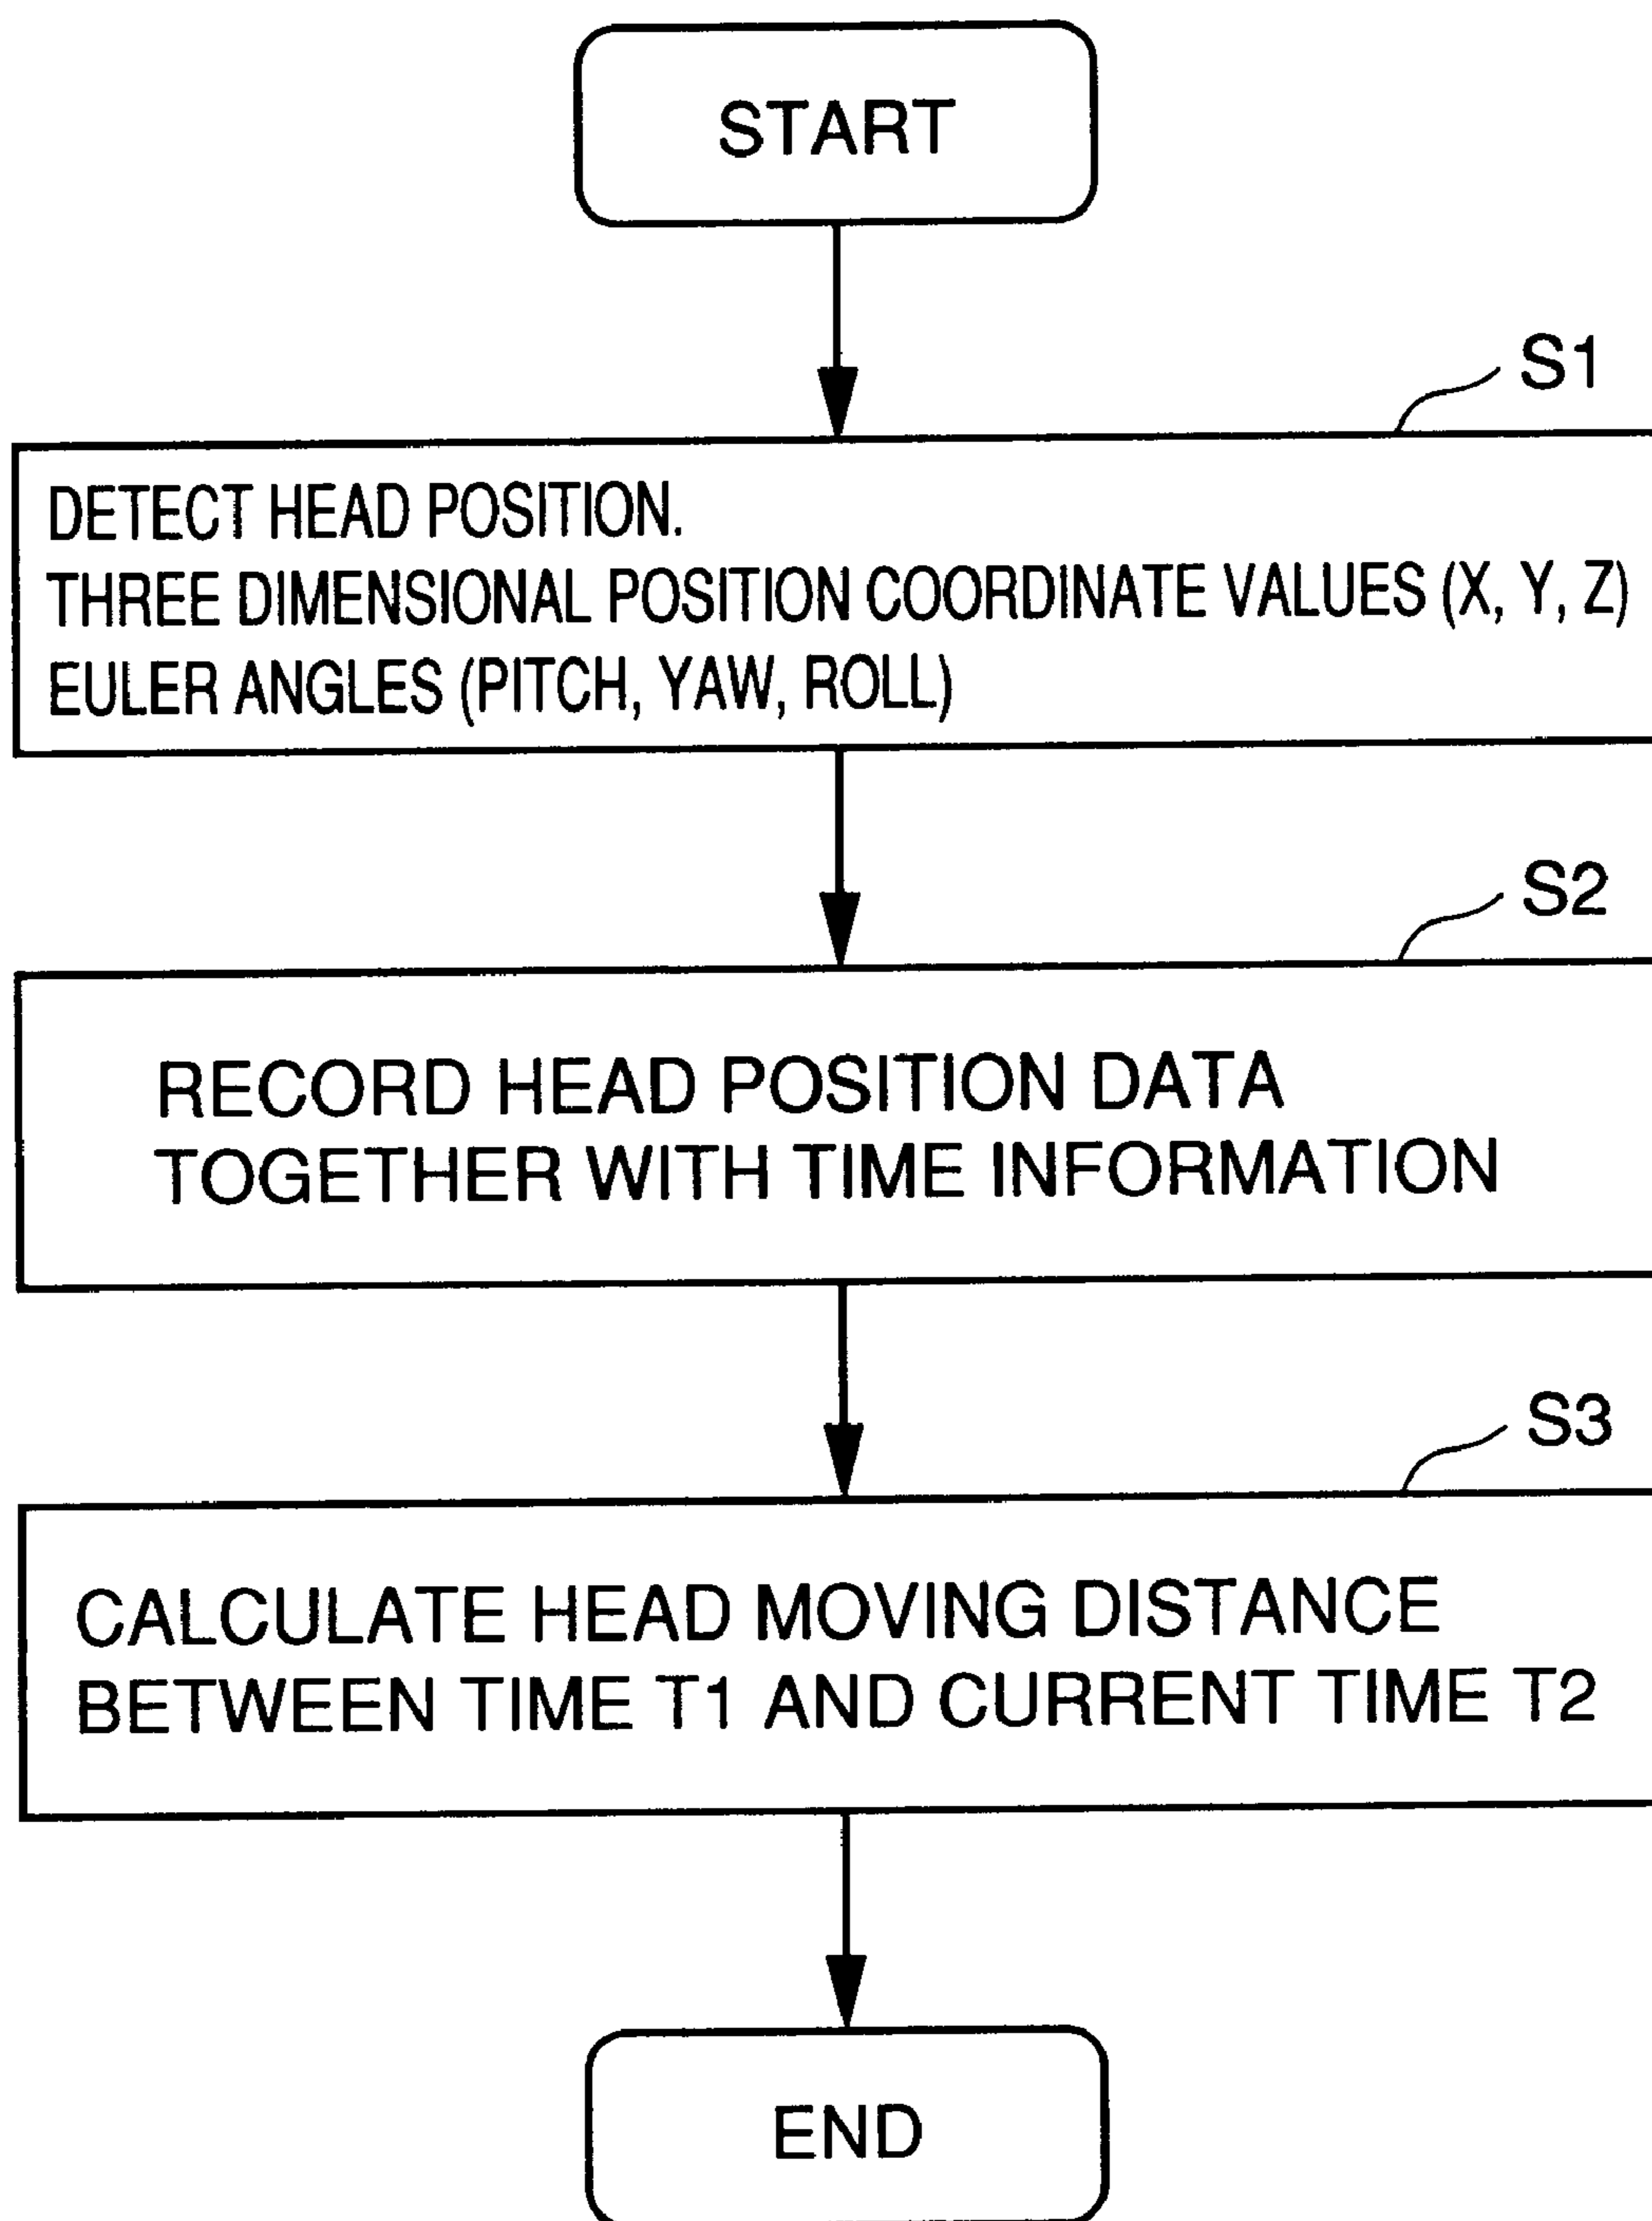 START
S1
DETECT HEAD POSITION.
THREE DIMENSIONAL POSITION COORDINATE VALUES (X, Y, Z)
EULER ANGLES (PITCH, YAW, ROLL)
S2
RECORD HEAD POSITION DATA
TOGETHER WITH TIME INFORMATION
S3
CALCULATE HEAD MOVING DISTANCE
BETWEEN TIME T1 AND CURRENT TIME T2
END